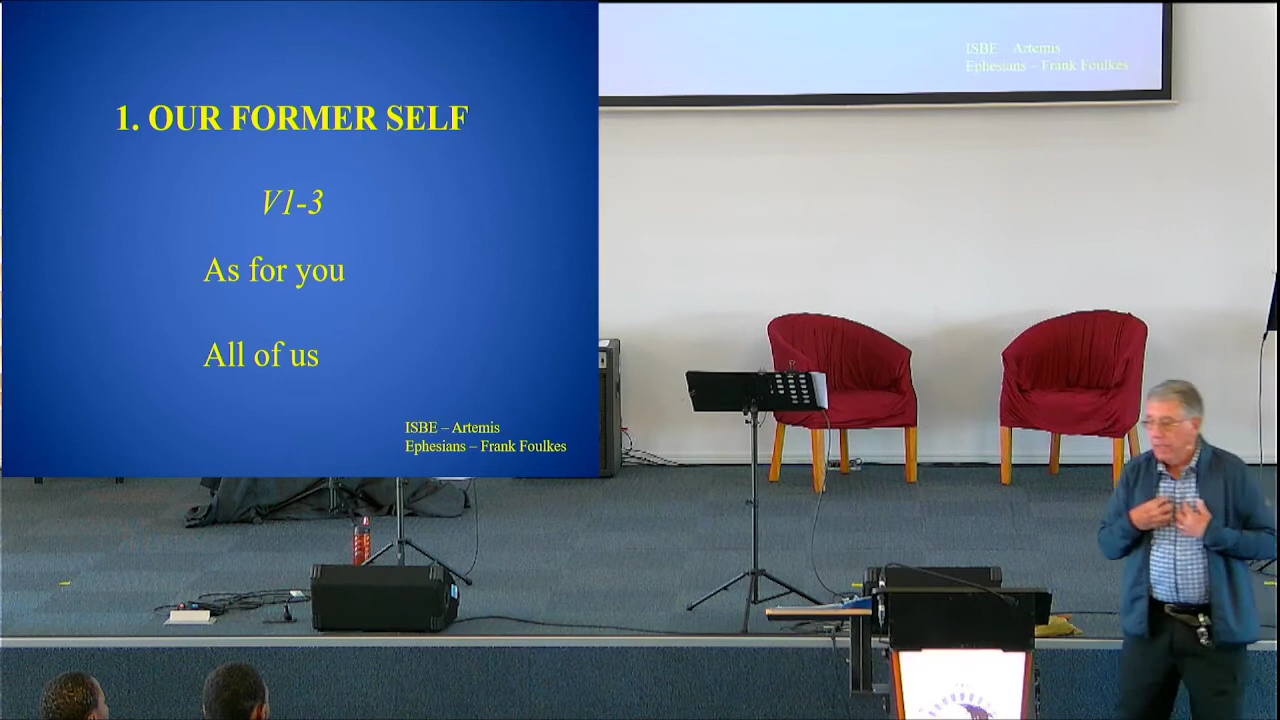 1. OUR FORMER SELF
V1-3
As for you
All of us
ISBE – Artemis
Ephesians – Frank Foulkes
ISBE – Artemis
Ephesians – Frank Foulkes